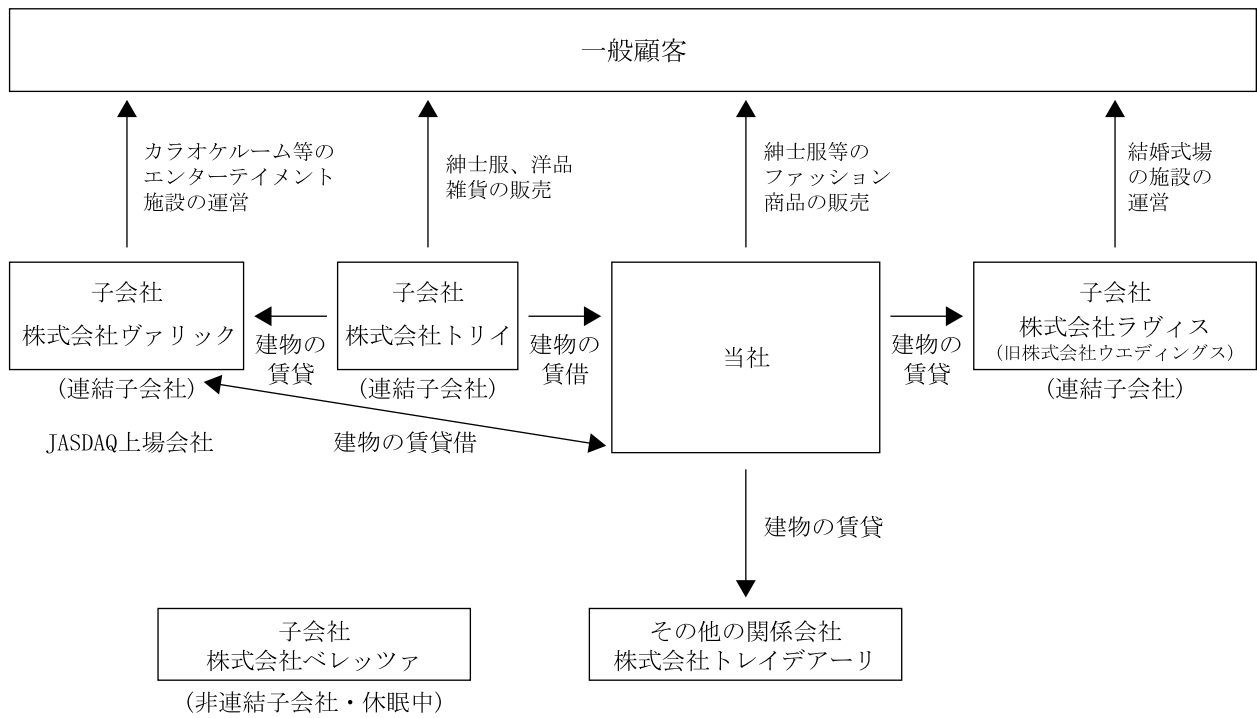 一般顧客
カラオケルーム等の
エンターテイメント
施設の運営
紳士服、洋品
雑貨の販売
紳士服等の
ファッション
商品の販売
結婚式場
の施設の
運営
子会社
株式会社ヴァリック
(連結子会社)
JASDAQ上場会社
建物の
賃貸
子会社
株式会社トリイ
(連結子会社)
建物の
賃借
当社
建物の
賃貸
子会社
株式会社ラヴィス
(旧株式会社ウエディングス)
(連結子会社)
建物の賃貸借
建物の賃貸
子会社
株式会社ベレッツァ
(非連結子会社・休眠中)
その他の関係会社
株式会社トレイデアーリ